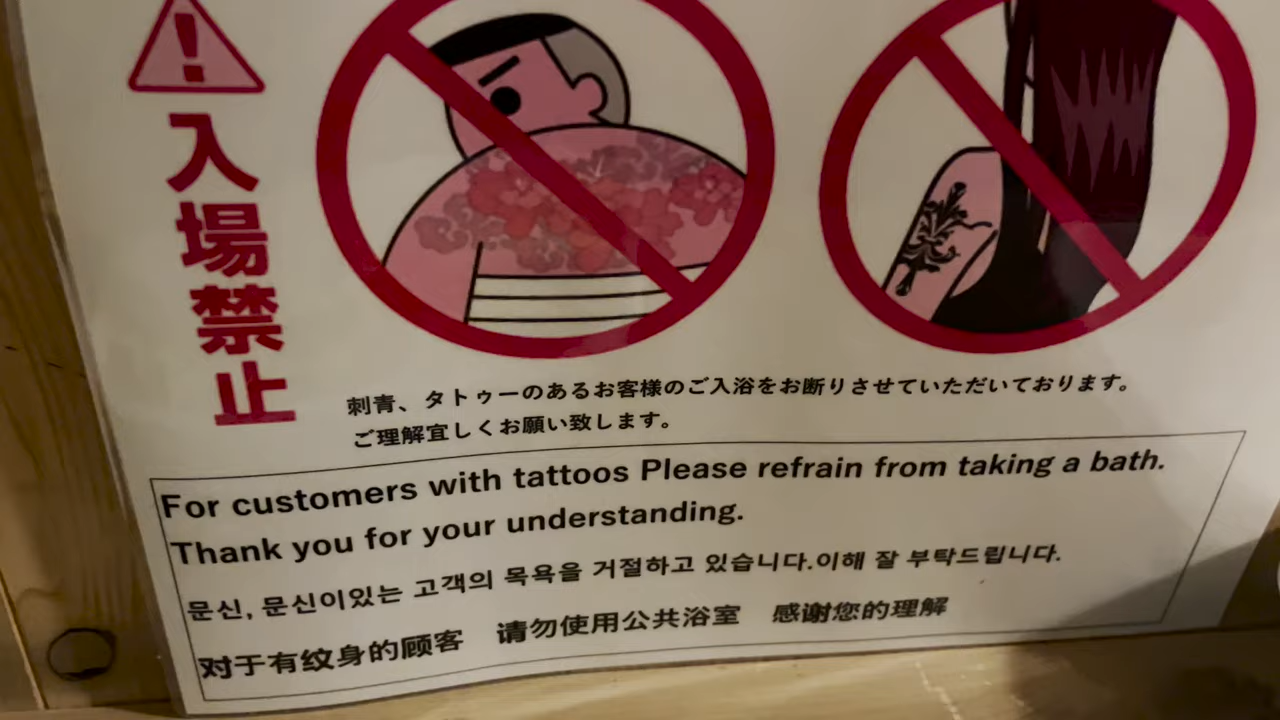 入場禁止
刺青、タトゥーのあるお客様のご入浴をお断りさせていただいております。
ご理解宜しくお願い致します。
For customers with tattoos Please refrain from taking a bath.
Thank you for your understanding.
문신, 문신이있는 고객의 목욕을 거절하고 있습니다.이해 잘 부탁드립니다.
对于有纹身的顾客　请勿使用公共浴室　感谢您的理解